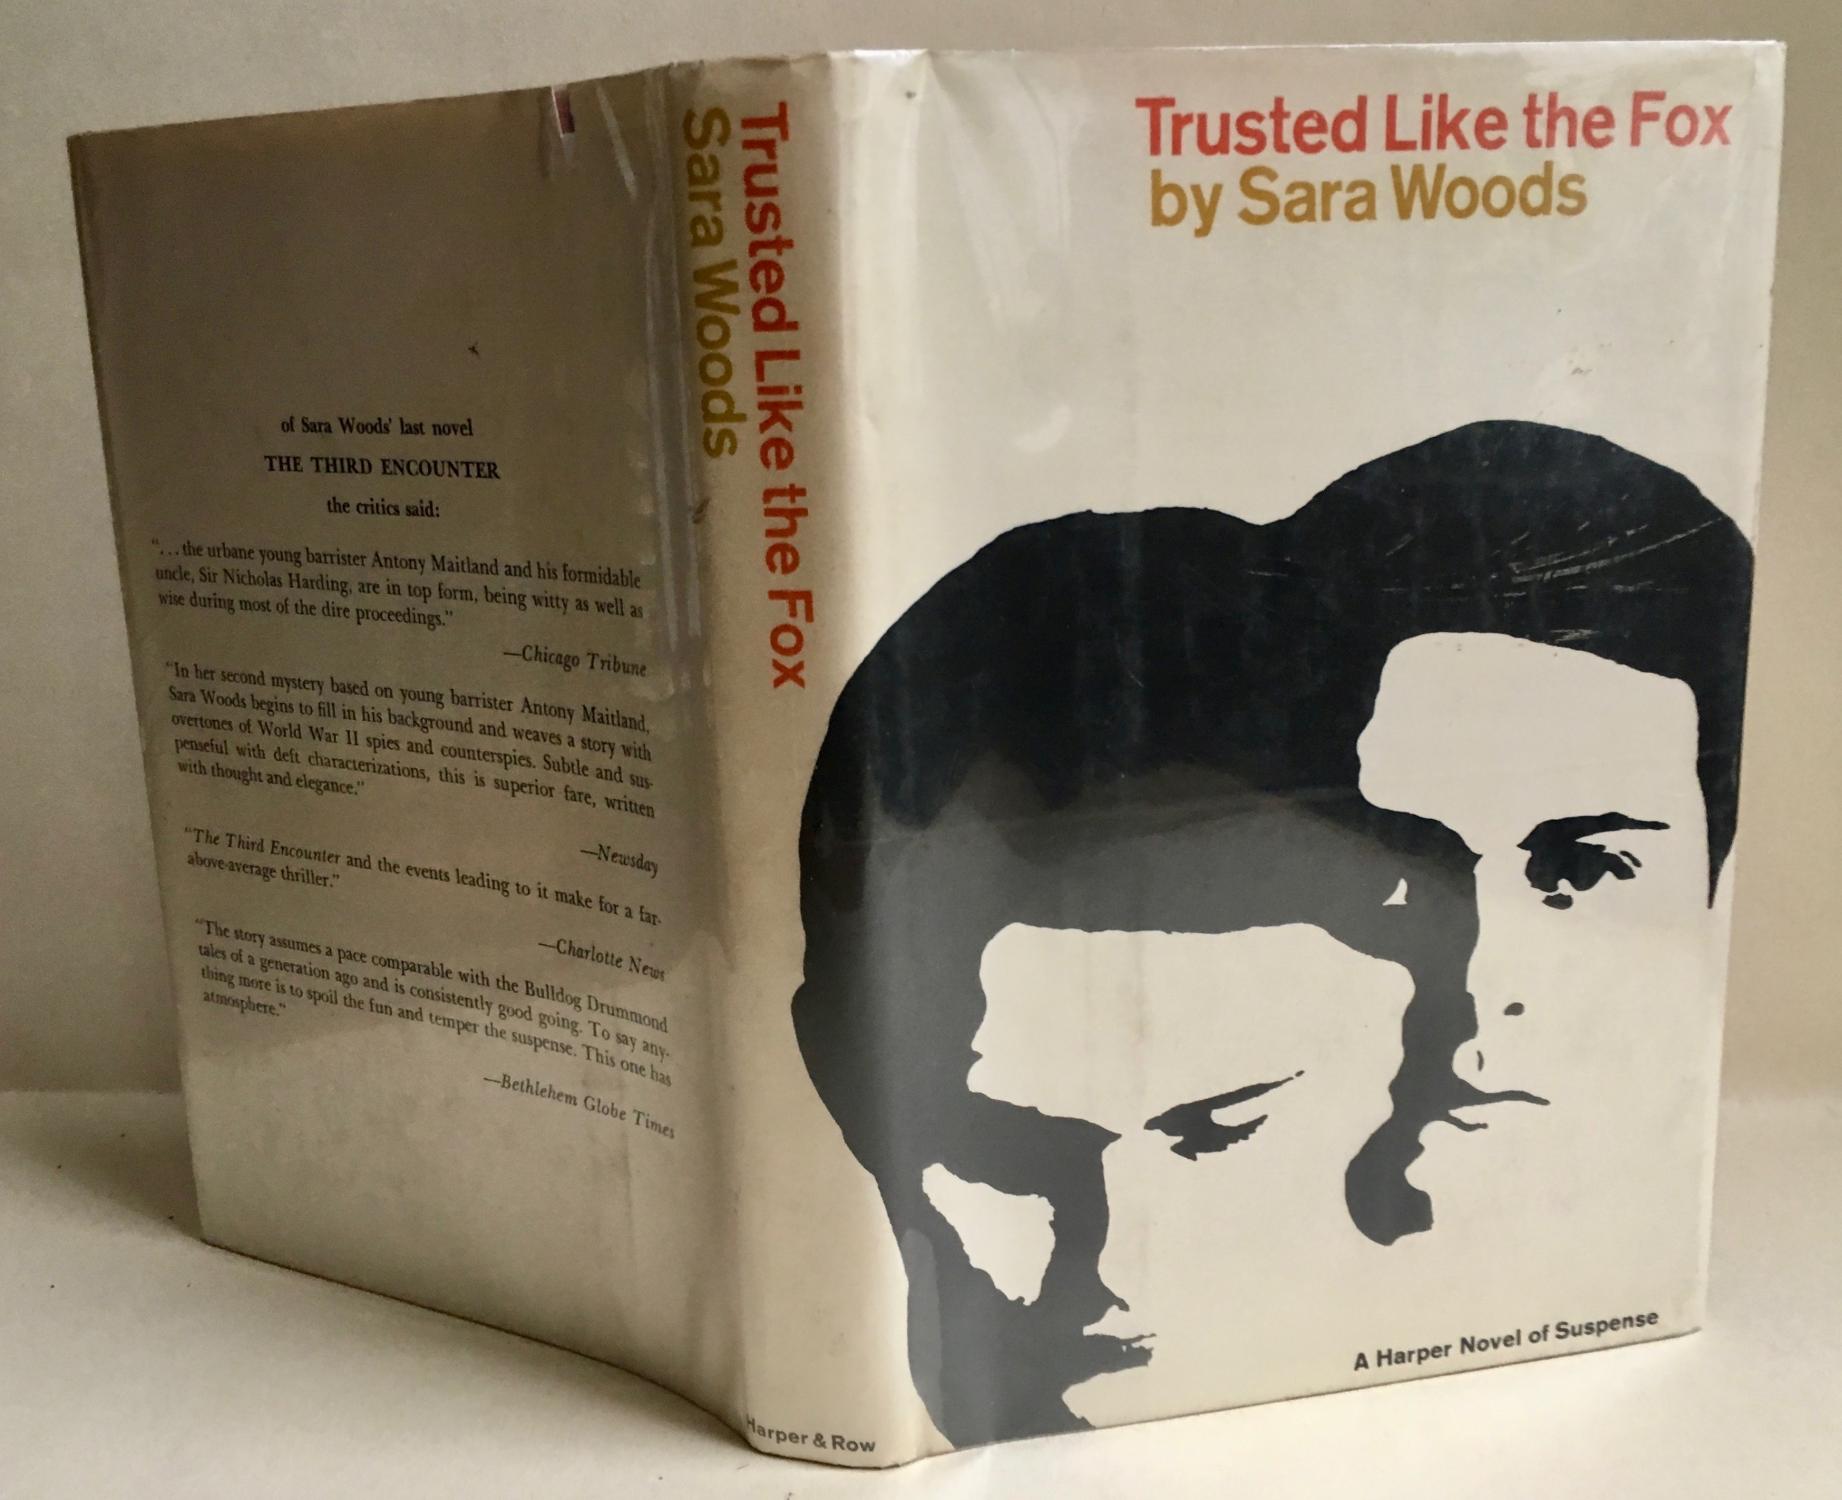 of Sara Woods' last novel
THE THIRD ENCOUNTER
the critics said:
"... the urbane young barrister Antony Maitland and his formidable
uncle, Sir Nicholas Harding, are in top form, being witty as well as
wise during most of the dire proceedings."
—Chicago Tribune
"In her second mystery based on young barrister Antony Maitland,
Sara Woods begins to fill in his background and weaves a story with
overtones of World War II spies and counterspies. Subtle and sus-
penseful with deft characterizations, this is superior fare, written
with thought and elegance."
—Newsday
"The Third Encounter and the events leading to it make for a far-
above-average thriller."
—Charlotte News
"The story assumes a pace comparable with the Bulldog Drummond
tales of a generation ago and is consistently good going. To say any-
thing more is to spoil the fun and temper the suspense. This one has
atmosphere."
—Bethlehem Globe Times
Trusted Like the Fox
Sara Woods
Harper & Row
Trusted Like the Fox
by Sara Woods
A Harper Novel of Suspense